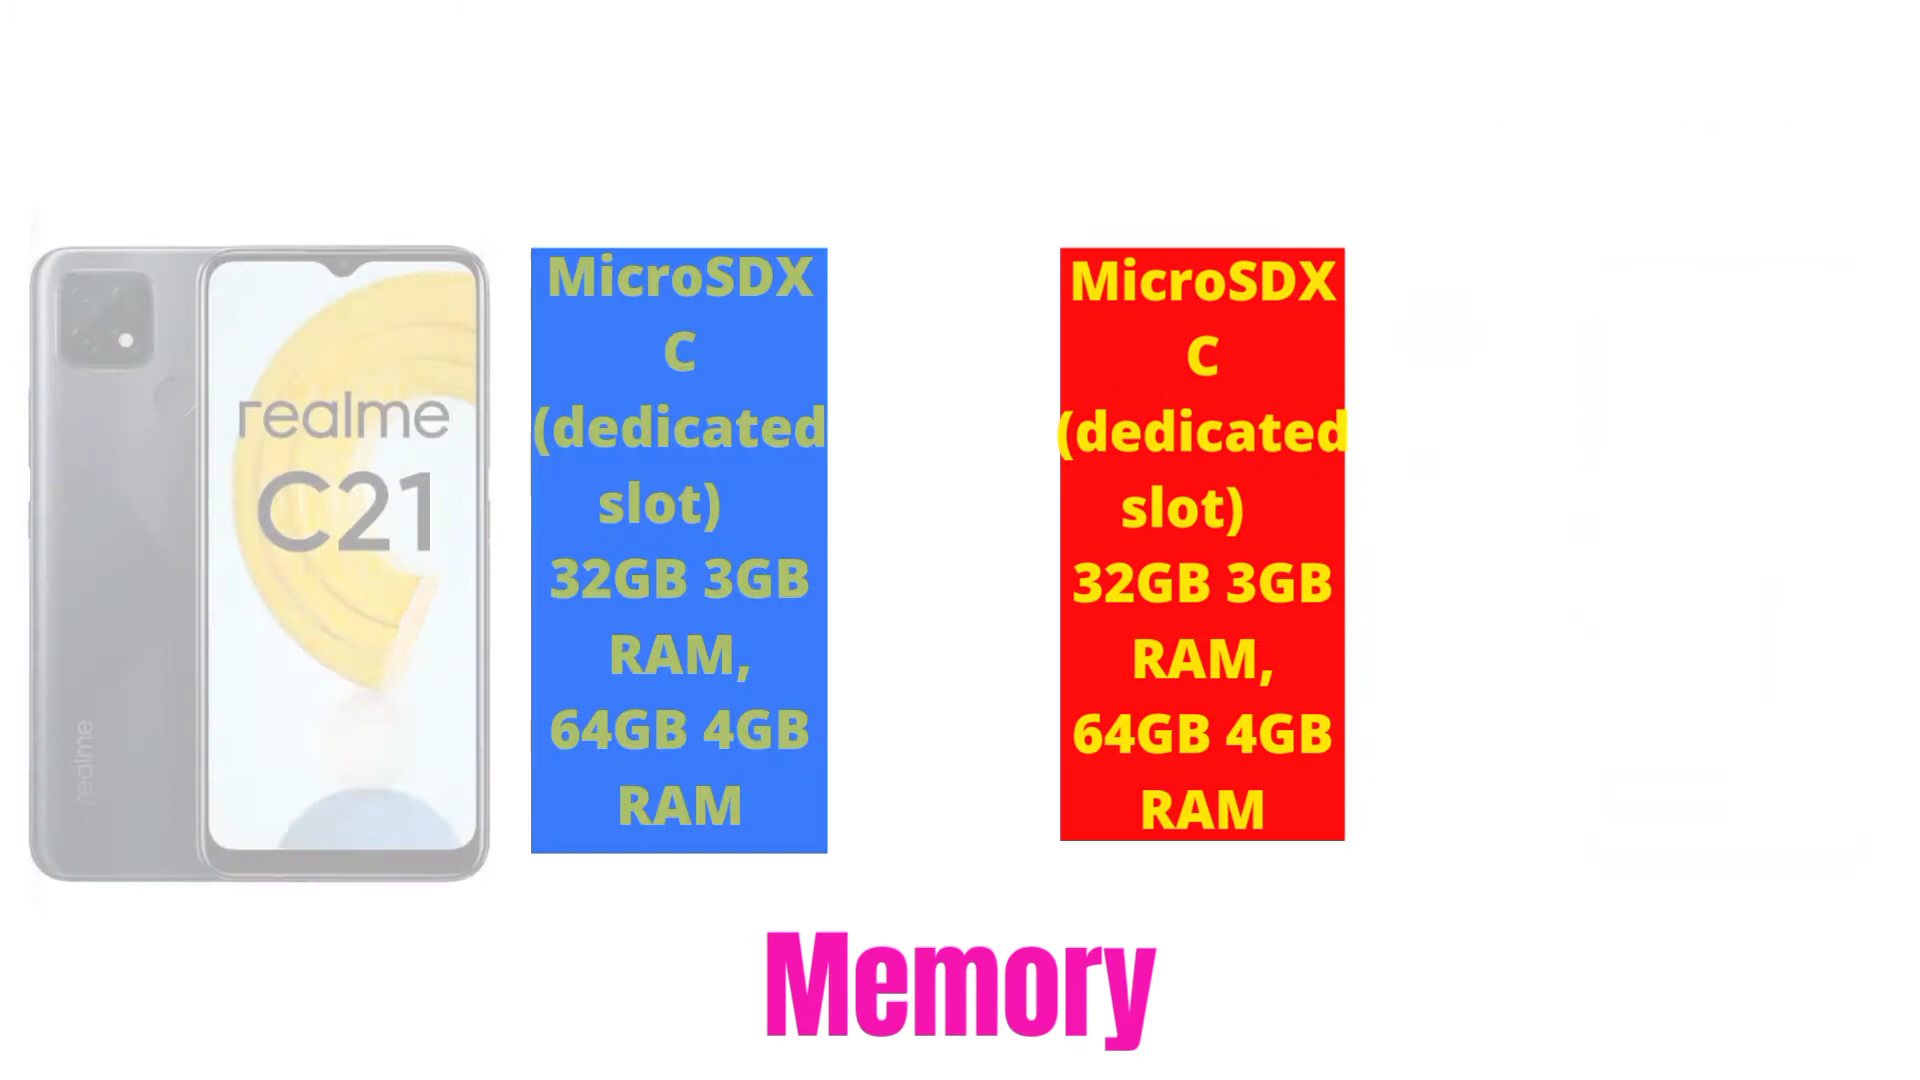 realme
C21
realme
MicroSDX
C
(dedicated
slot)
32GB 3GB
RAM,
64GB 4GB
RAM
MicroSDX
C
(dedicated
slot)
32GB 3GB
RAM,
64GB 4GB
RAM
Memory